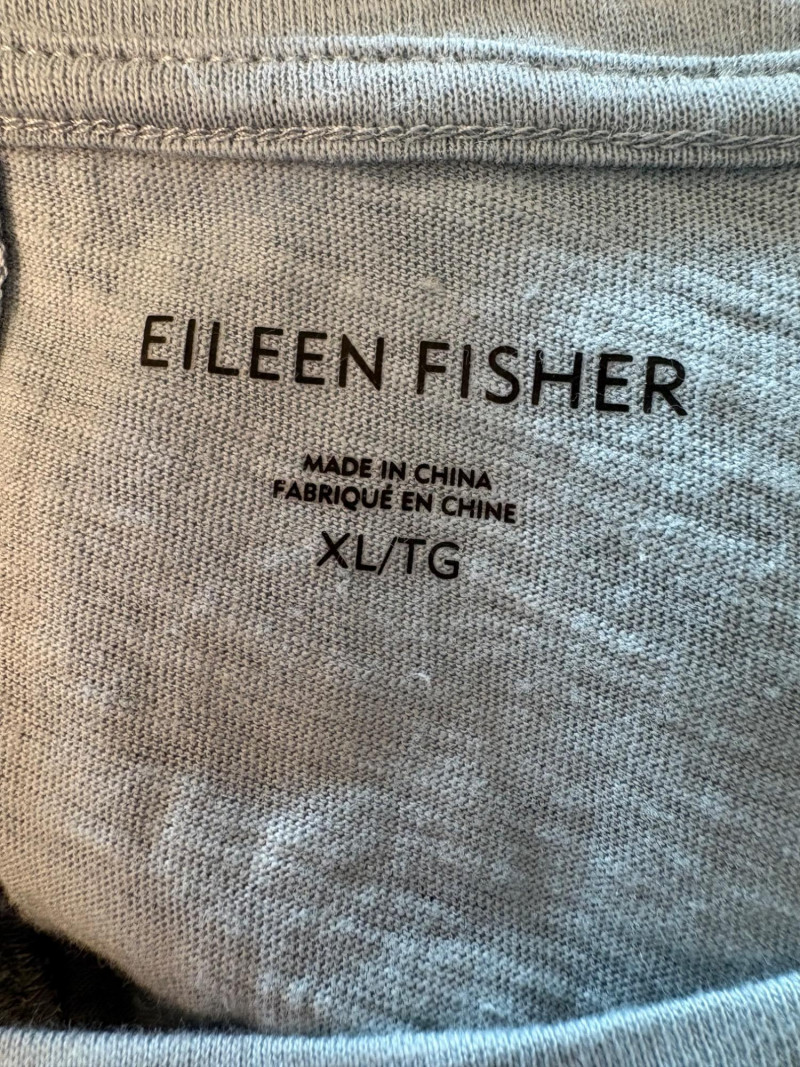 EILEEN FISHER
MADE IN CHINA
FABRIQUÉ EN CHINE
XL/TG